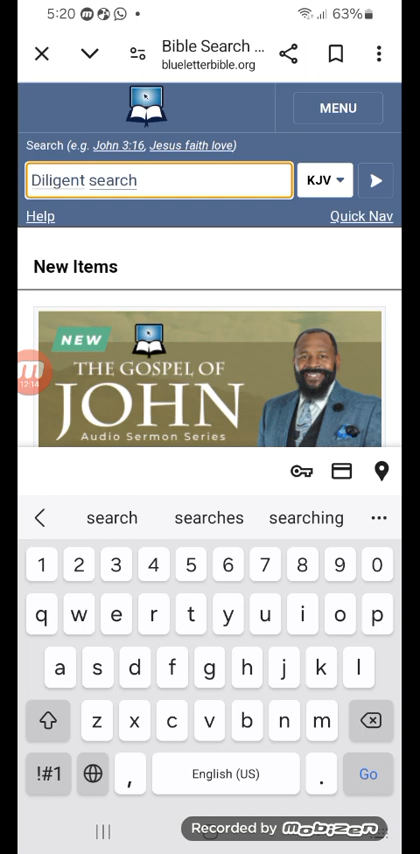 5:20 63%
Bible Search ...
blueletterbible.org
MENU
Search (e.g. John 3:16, Jesus faith love)
Diligent search KJV
Help Quick Nav
New Items
NEW
THE GOSPEL OF
JOHN
Audio Sermon Series
12:14
search searches searching ...
1 2 3 4 5 6 7 8 9 0
q w e r t y u i o p
a s d f g h j k l
z x c v b n m
!#1 , English (US) . Go
Recorded by mobizen